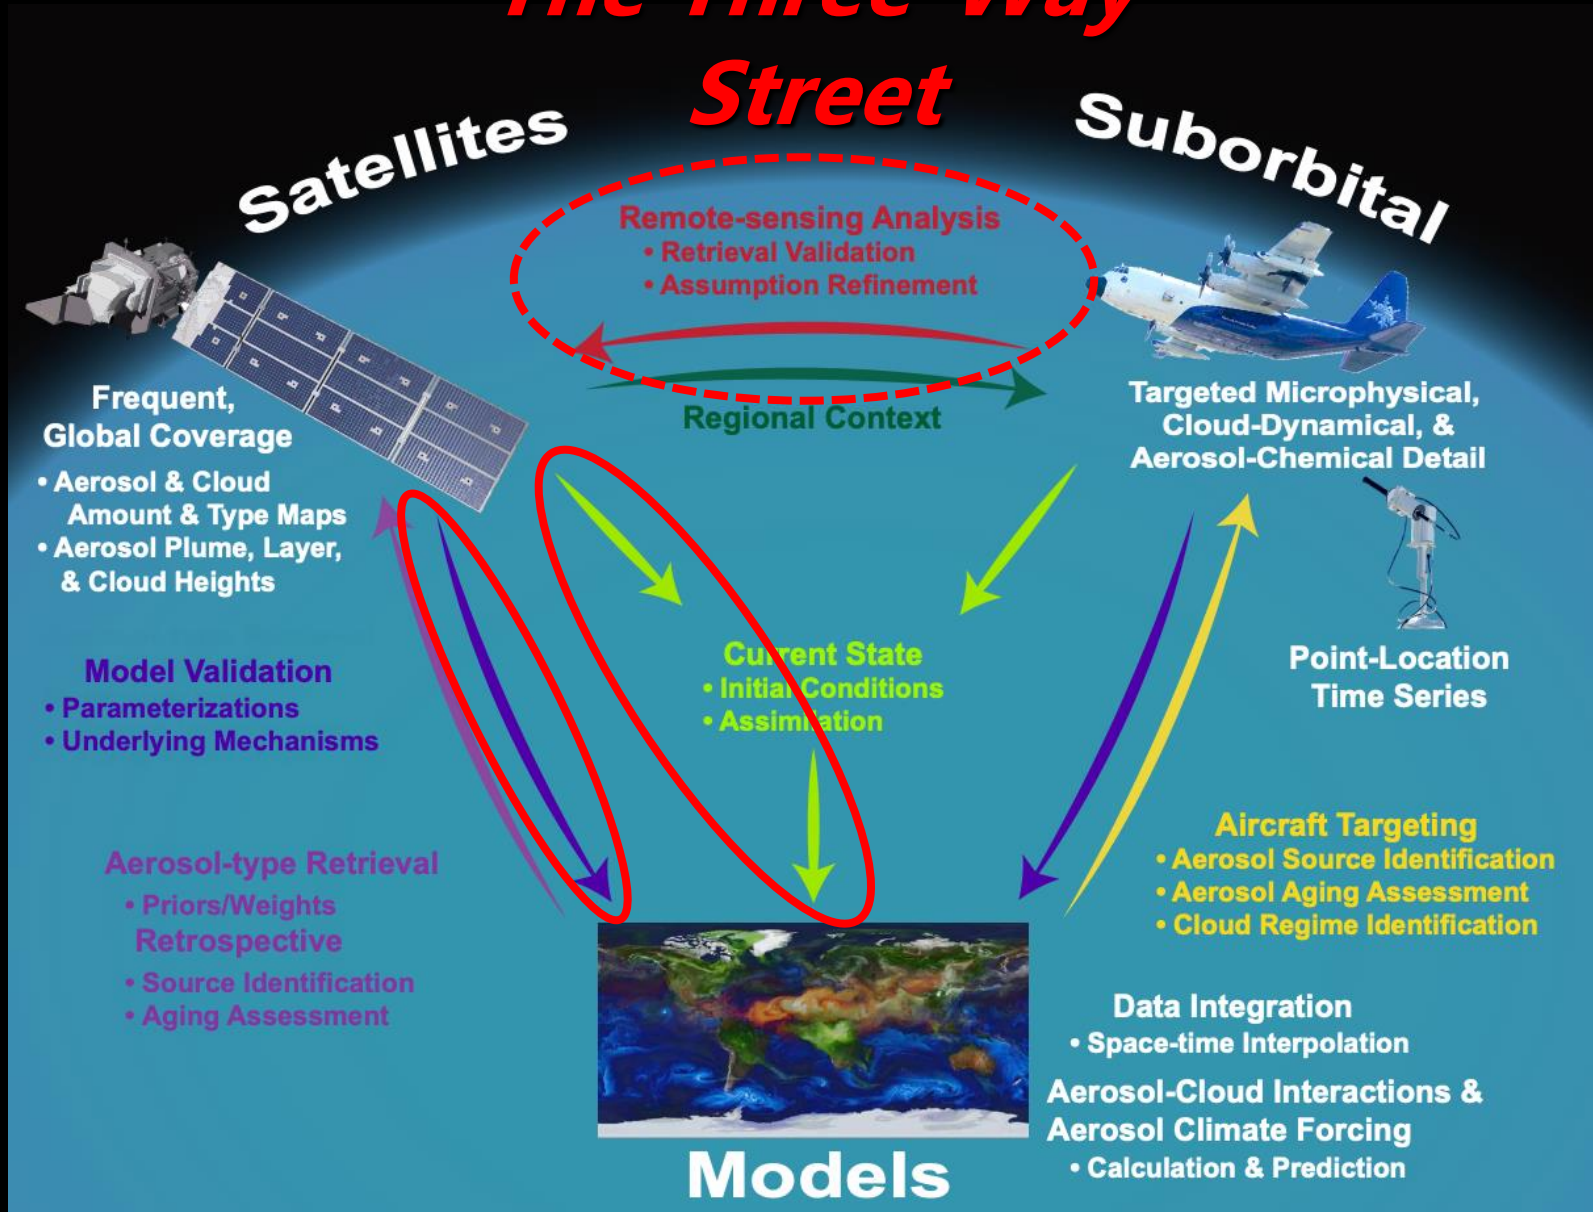 The Three-Way
Street
Satellites
Suborbital
Remote-sensing Analysis
• Retrieval Validation
• Assumption Refinement
Regional Context
Frequent,
Global Coverage
• Aerosol & Cloud
Amount & Type Maps
• Aerosol Plume, Layer,
& Cloud Heights
Targeted Microphysical,
Cloud-Dynamical, &
Aerosol-Chemical Detail
Point-Location
Time Series
Current State
• Initial Conditions
• Assimilation
Model Validation
• Parameterizations
• Underlying Mechanisms
Aerosol-type Retrieval
• Priors/Weights
Retrospective
• Source Identification
• Aging Assessment
Aircraft Targeting
• Aerosol Source Identification
• Aerosol Aging Assessment
• Cloud Regime Identification
Data Integration
• Space-time Interpolation
Aerosol-Cloud Interactions &
Aerosol Climate Forcing
• Calculation & Prediction
Models